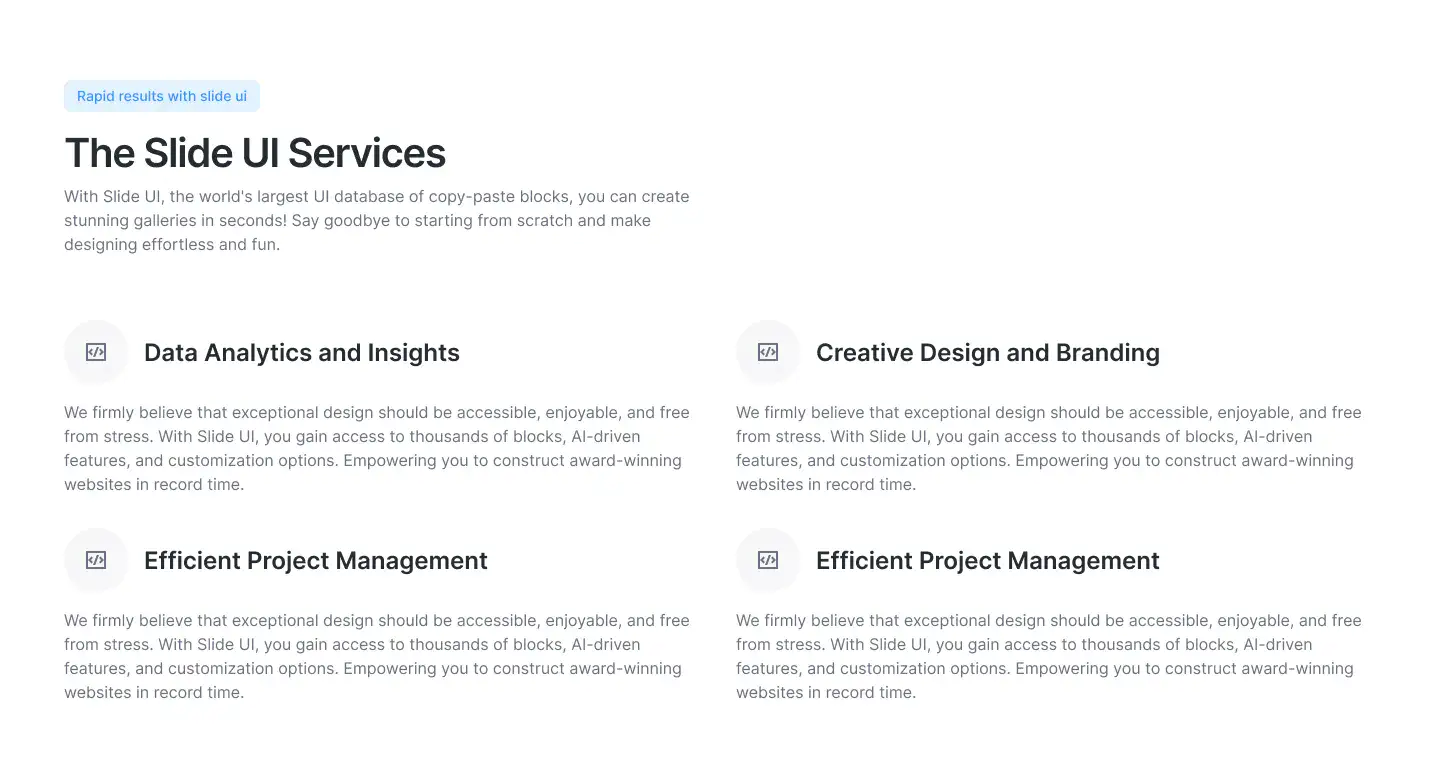 Rapid results with slide ui
The Slide UI Services
With Slide UI, the world's largest UI database of copy-paste blocks, you can create
stunning galleries in seconds! Say goodbye to starting from scratch and make
designing effortless and fun.
Data Analytics and Insights
We firmly believe that exceptional design should be accessible, enjoyable, and free
from stress. With Slide UI, you gain access to thousands of blocks, AI-driven
features, and customization options. Empowering you to construct award-winning
websites in record time.
Creative Design and Branding
We firmly believe that exceptional design should be accessible, enjoyable, and free
from stress. With Slide UI, you gain access to thousands of blocks, AI-driven
features, and customization options. Empowering you to construct award-winning
websites in record time.
Efficient Project Management
We firmly believe that exceptional design should be accessible, enjoyable, and free
from stress. With Slide UI, you gain access to thousands of blocks, AI-driven
features, and customization options. Empowering you to construct award-winning
websites in record time.
Efficient Project Management
We firmly believe that exceptional design should be accessible, enjoyable, and free
from stress. With Slide UI, you gain access to thousands of blocks, AI-driven
features, and customization options. Empowering you to construct award-winning
websites in record time.